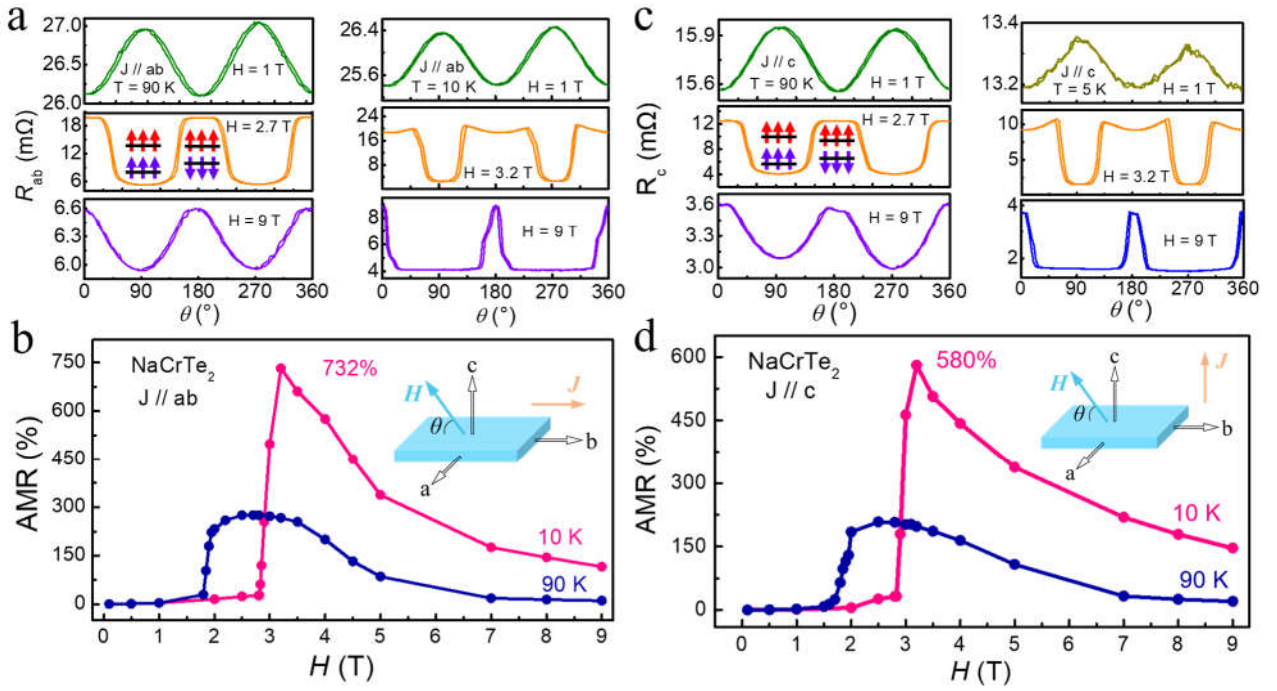 a
27.0
26.5
26.0
J // ab
T = 90 K
H = 1 T
26.4
25.6
J // ab
T = 10 K
H = 1 T
R_ab (mΩ)
18
12
6
H = 2.7 T
24
18
12
6
H = 3.2 T
6.6
6.3
6.0
H = 9 T
8
6
4
H = 9 T
0 90 180 270 360
θ (°)
0 90 180 270 360
θ (°)
c
15.9
15.6
J // c
T = 90 K
H = 1 T
13.4
13.2
J // c
T = 5 K
H = 1 T
R_c (mΩ)
12
8
4
H = 2.7 T
10
5
H = 3.2 T
3.6
3.3
3.0
H = 9 T
4
2
H = 9 T
0 90 180 270 360
θ (°)
0 90 180 270 360
θ (°)
b
AMR (%)
750
600
450
300
150
0
NaCrTe₂
J // ab
732%
H
θ
c
J
b
a
10 K
90 K
0 1 2 3 4 5 6 7 8 9
H (T)
d
AMR (%)
600
450
300
150
0
NaCrTe₂
J // c
580%
H
θ
c
J
b
a
10 K
90 K
0 1 2 3 4 5 6 7 8 9
H (T)